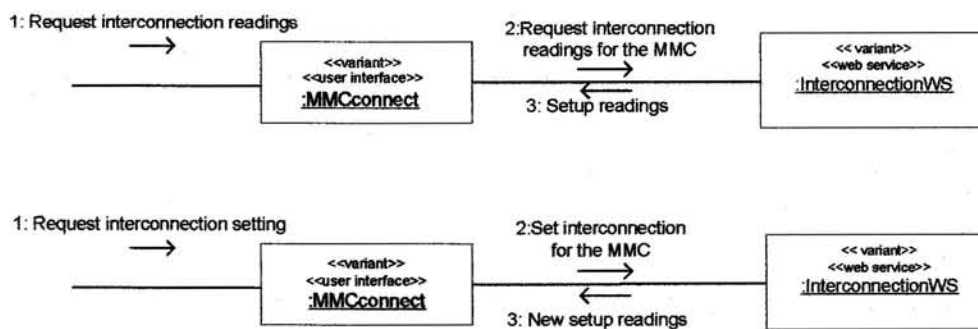 1: Request interconnection readings
<<variant>>
<<user interface>>
:MMCconnect
2:Request interconnection
readings for the MMC
3: Setup readings
<< variant>>
<<web service>>
:InterconnectionWS
1: Request interconnection setting
<<variant>>
<<user interface>>
:MMCconnect
2:Set interconnection
for the MMC
3: New setup readings
<< variant>>
<<web service>>
:InterconnectionWS